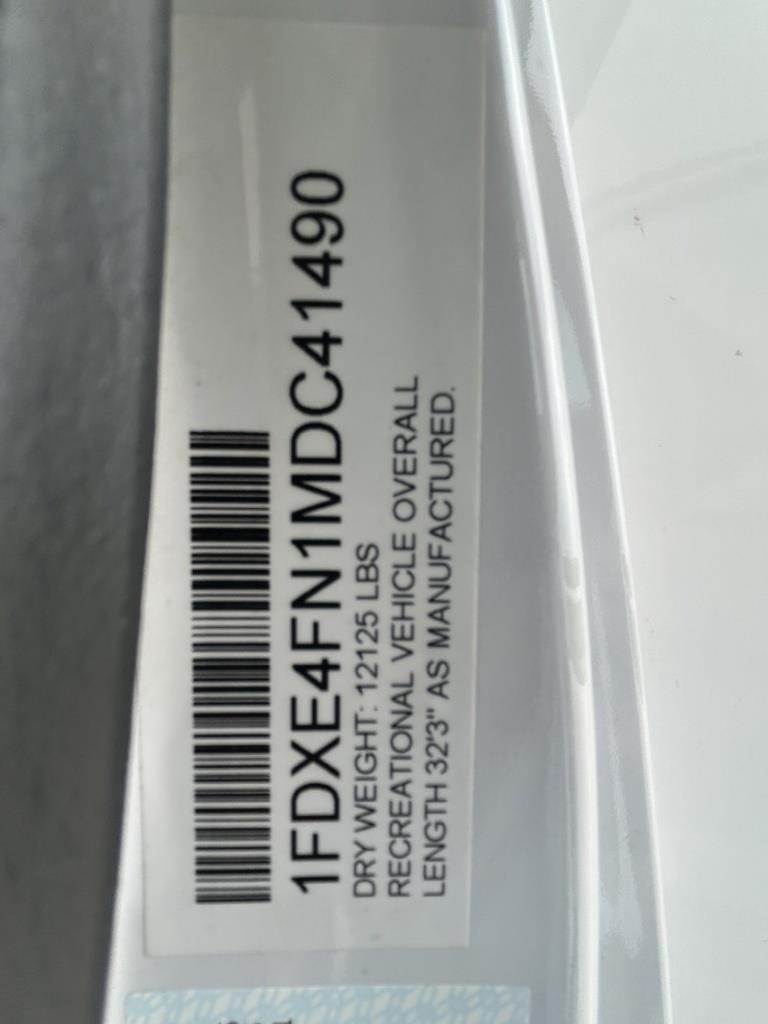 1FDXE4FN1MDC41490
DRY WEIGHT: 12125 LBS
RECREATIONAL VEHICLE OVERALL
LENGTH 32'3" AS MANUFACTURED.